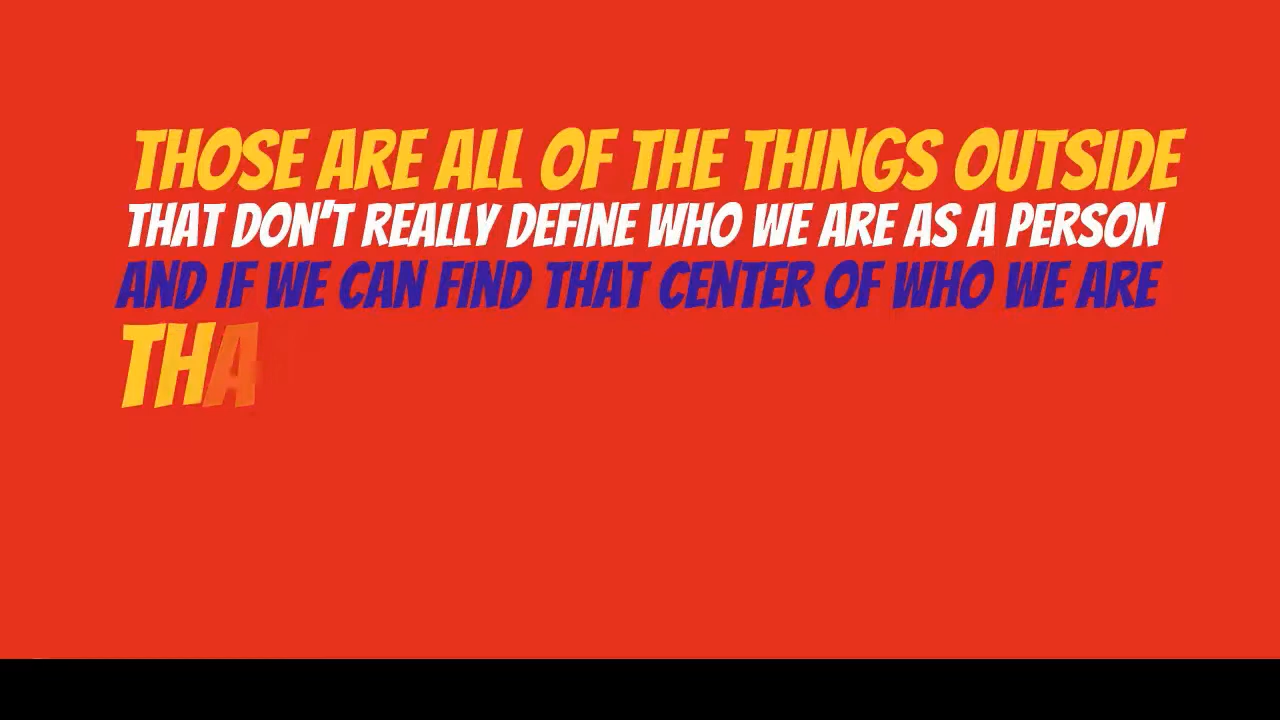 THOSE ARE ALL OF THE THINGS OUTSIDE
THAT DON'T REALLY DEFINE WHO WE ARE AS A PERSON
AND IF WE CAN FIND THAT CENTER OF WHO WE ARE
THA